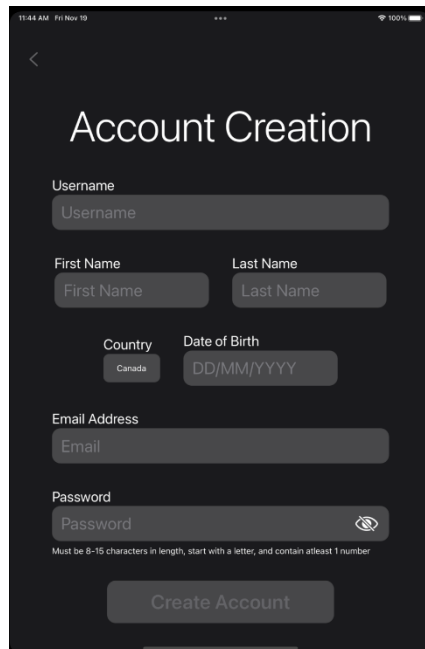 11:44 AM Fri Nov 19 100%
Account Creation
Username
Username
First Name Last Name
First Name Last Name
Country Date of Birth
Canada DD/MM/YYYY
Email Address
Email
Password
Password
Must be 8-15 characters in length, start with a letter, and contain atleast 1 number
Create Account